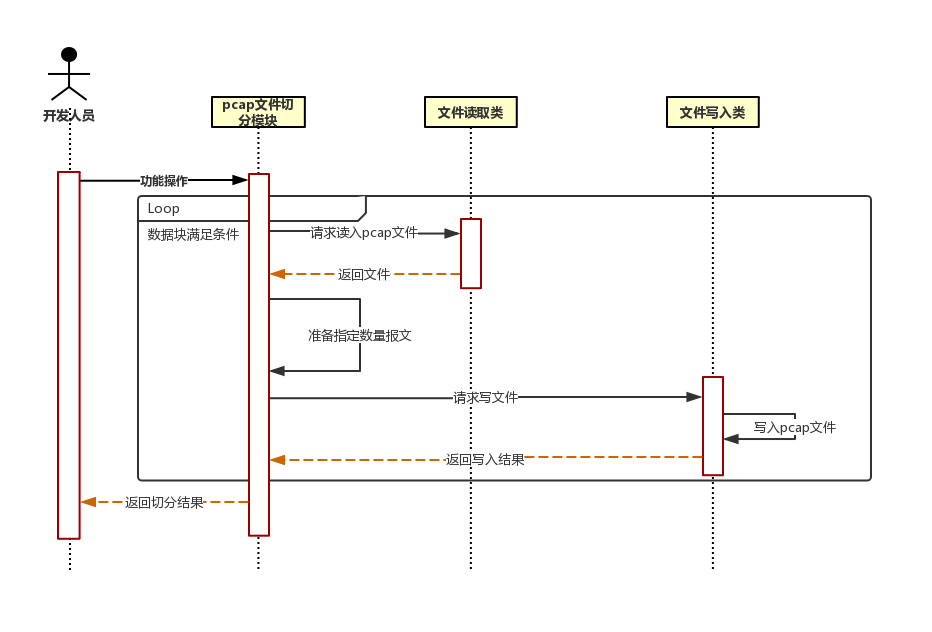 开发人员
pcap文件切
分模块
文件读取类
文件写入类
功能操作
Loop
数据块满足条件
请求读入pcap文件
返回文件
准备指定数量报文
请求写文件
写入pcap文件
返回写入结果
返回切分结果